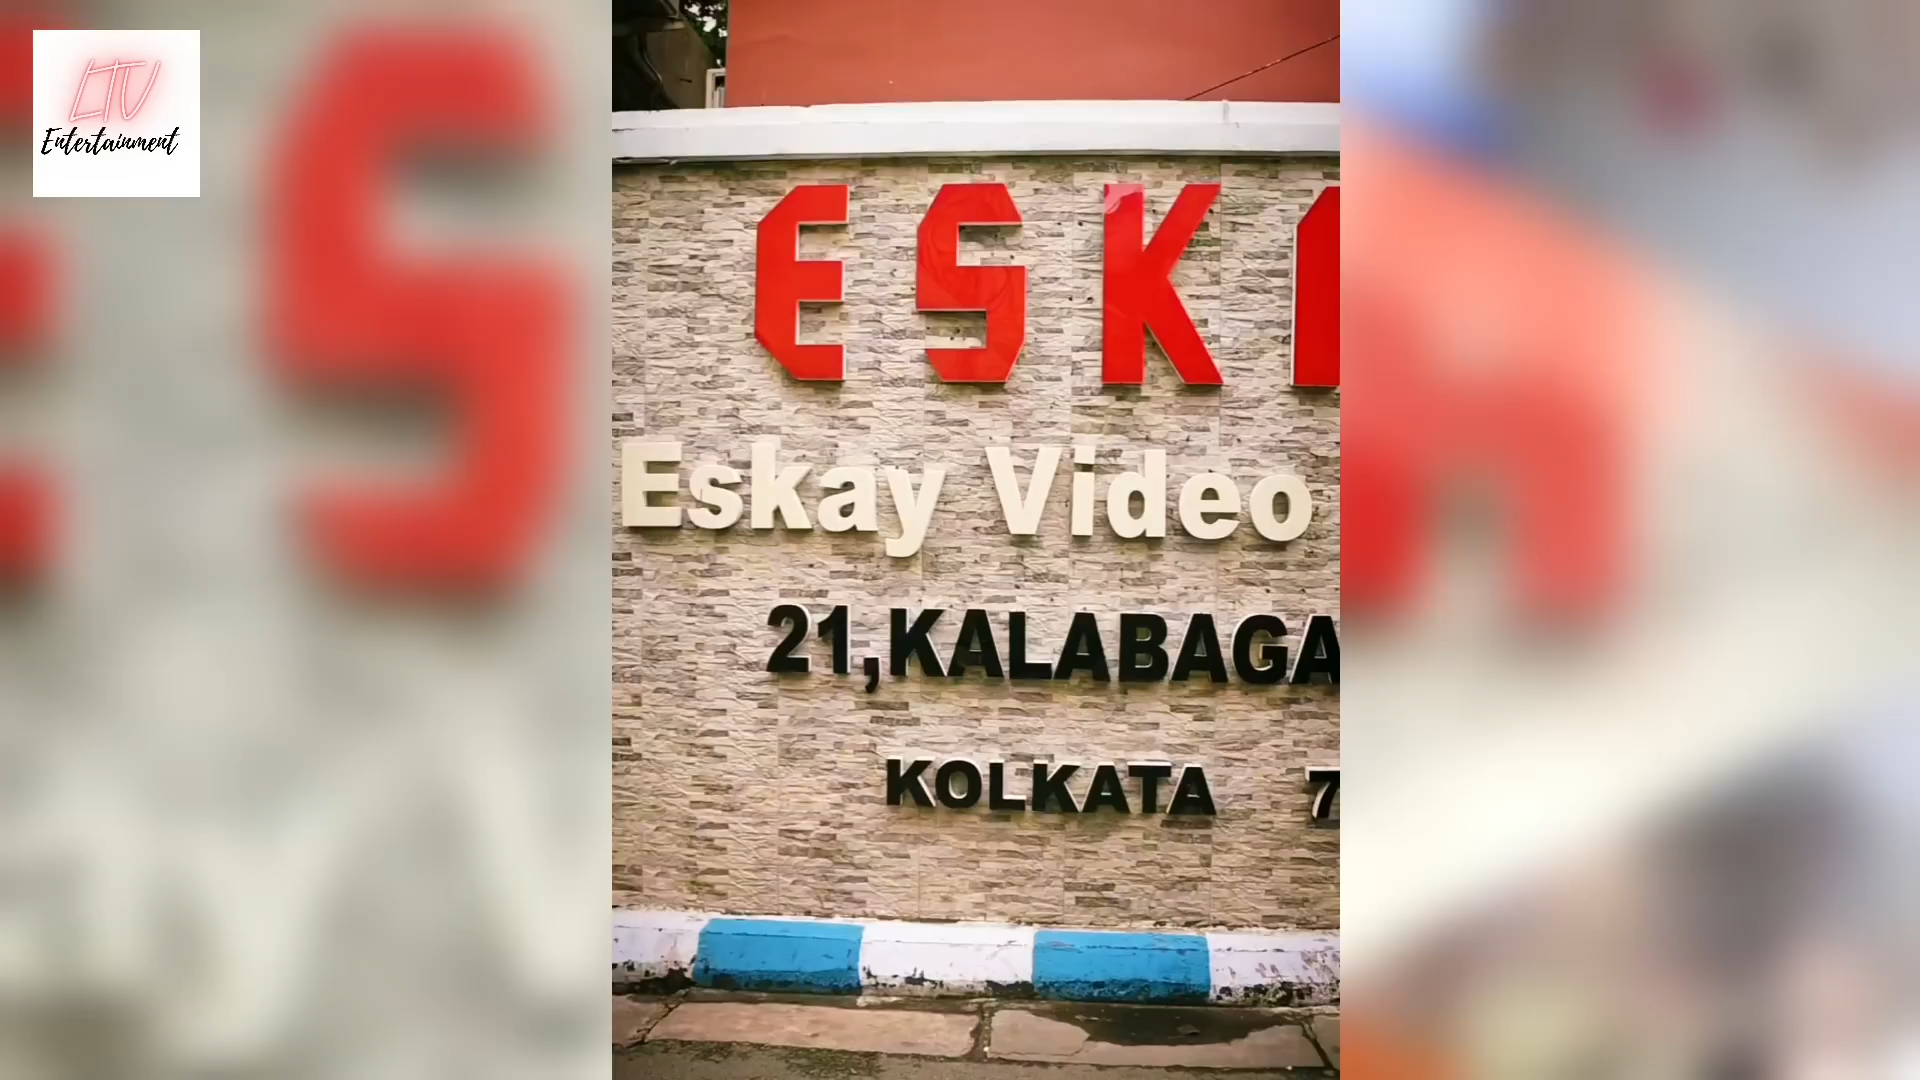 LTV
Entertainment
ESK
Eskay Video
21,KALABAGA
KOLKATA 7